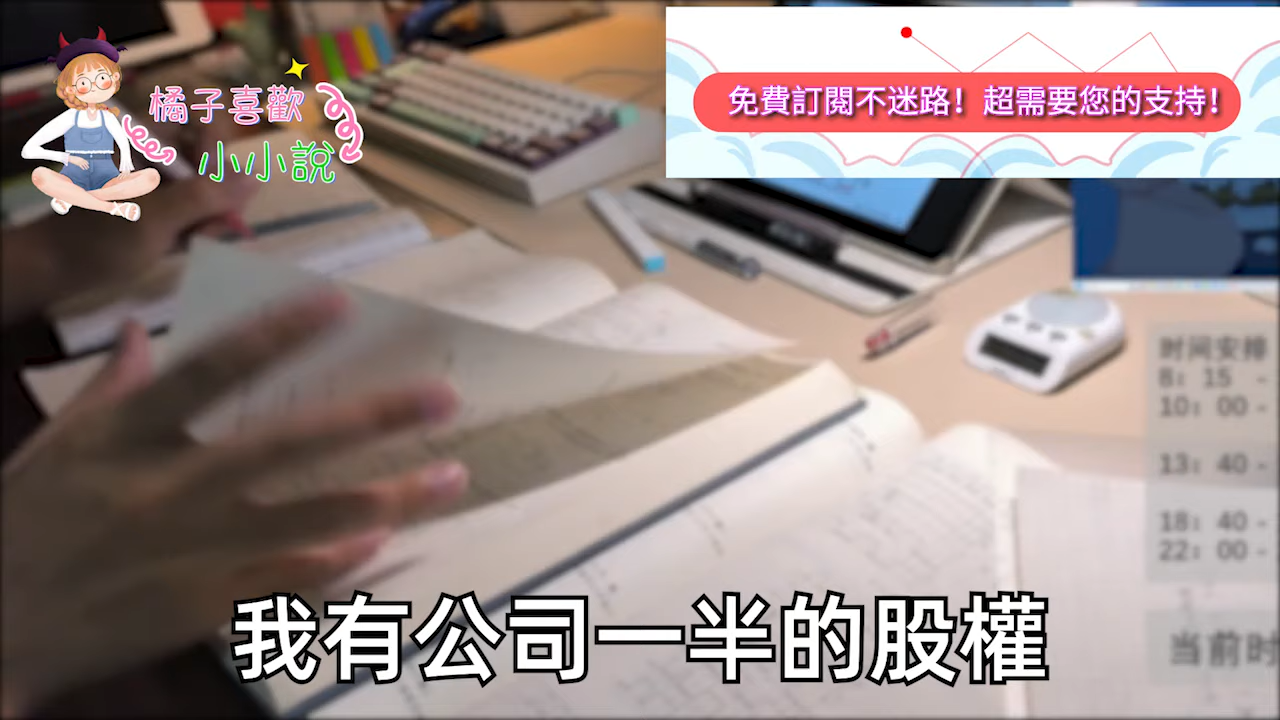 橘子喜歡
小小說
免費訂閱不迷路！超需要您的支持！
时间安排
8: 15 -
10: 00 -
13: 40 -
18: 40 -
22: 00 -
当前时
我有公司一半的股權